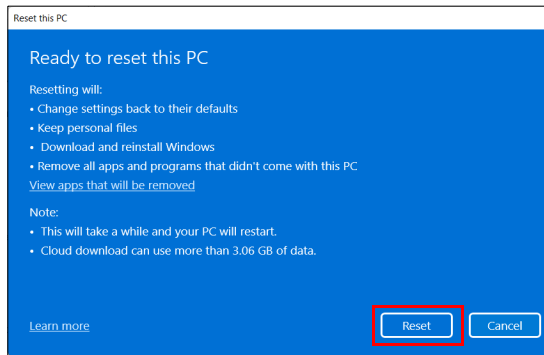 Reset this PC
Ready to reset this PC
Resetting will:
• Change settings back to their defaults
• Keep personal files
• Download and reinstall Windows
• Remove all apps and programs that didn't come with this PC
View apps that will be removed
Note:
• This will take a while and your PC will restart.
• Cloud download can use more than 3.06 GB of data.
Learn more
Reset
Cancel